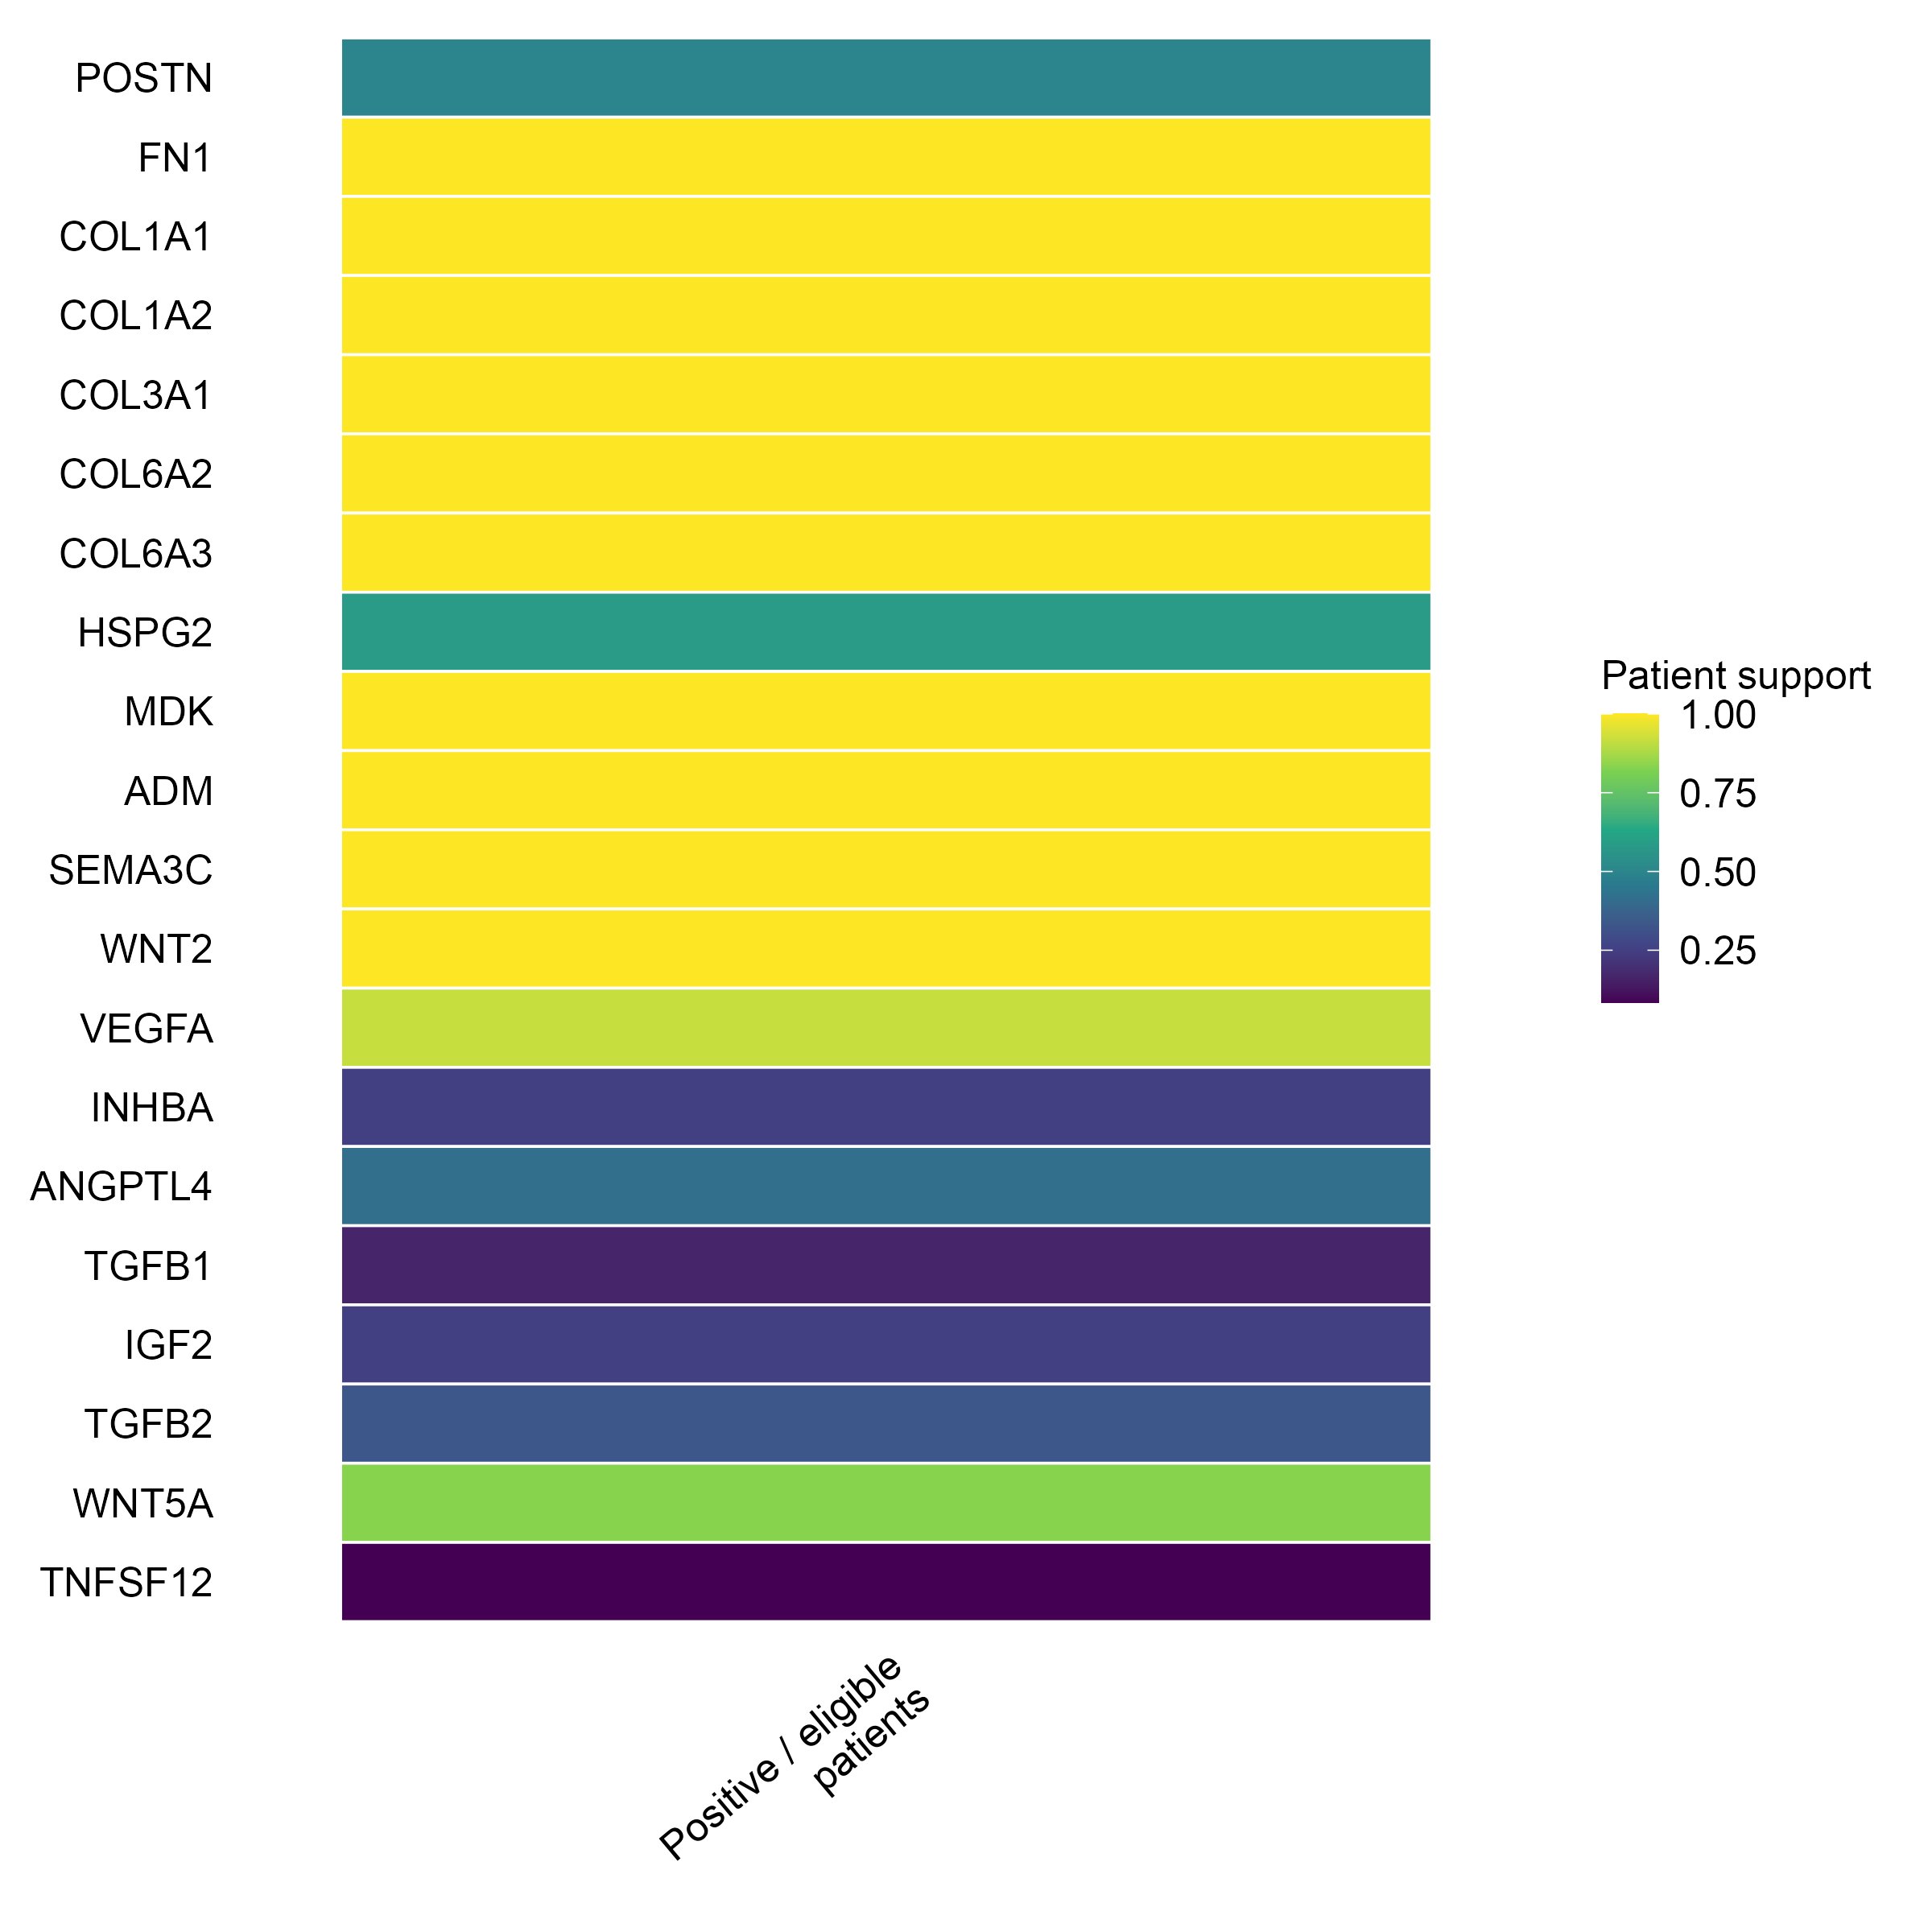 POSTN
FN1
COL1A1
COL1A2
COL3A1
COL6A2
COL6A3
HSPG2
MDK
ADM
SEMA3C
WNT2
VEGFA
INHBA
ANGPTL4
TGFB1
IGF2
TGFB2
WNT5A
TNFSF12
Positive / eligible
patients
Patient support
1.00
0.75
0.50
0.25